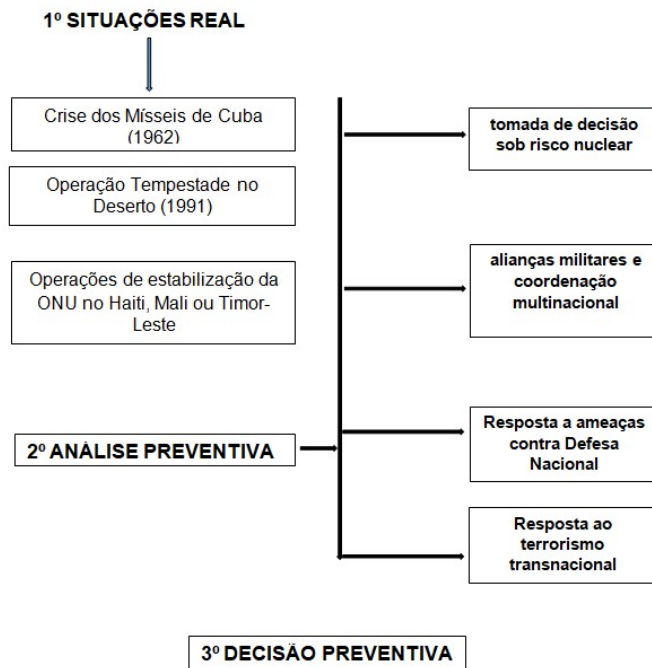 1º SITUAÇÕES REAL
Crise dos Mísseis de Cuba
(1962)
Operação Tempestade no
Deserto (1991)
Operações de estabilização da
ONU no Haiti, Mali ou Timor-
Leste
2º ANÁLISE PREVENTIVA
tomada de decisão
sob risco nuclear
alianças militares e
coordenação
multinacional
Resposta a ameaças
contra Defesa
Nacional
Resposta ao
terrorismo
transnacional
3º DECISÃO PREVENTIVA